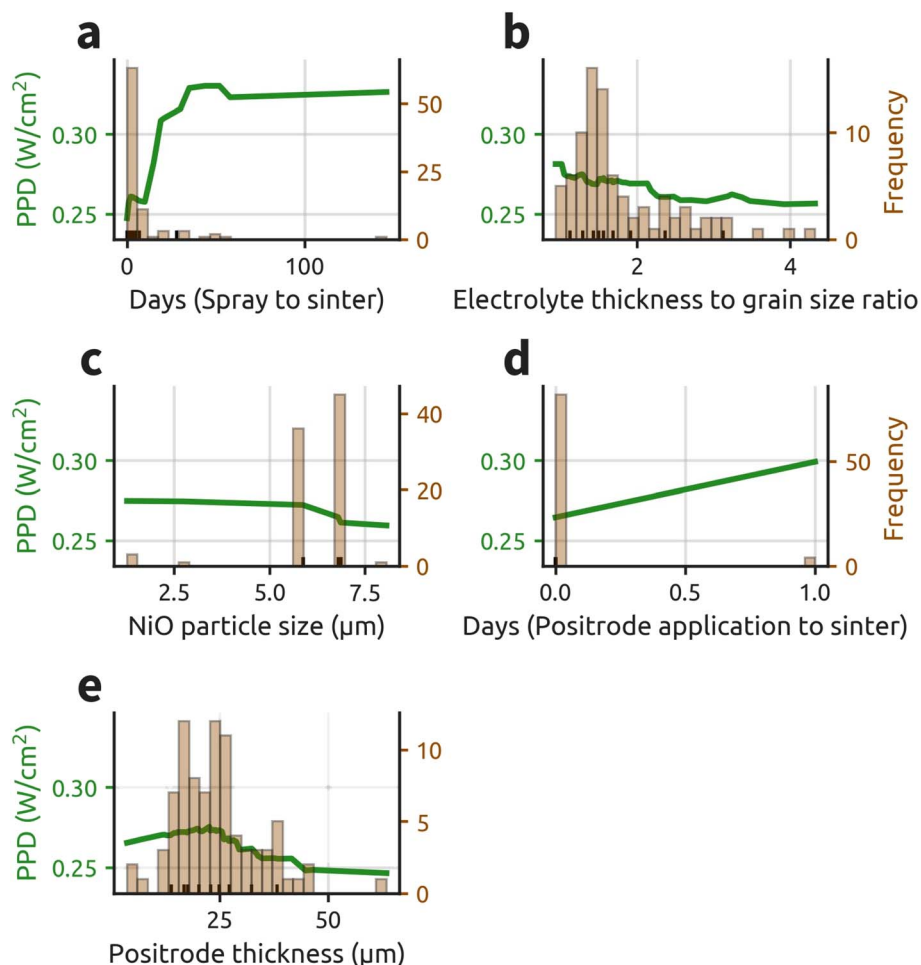 a
b
PPD (W/cm²)
0.30
0.25
50
25
0
0
100
Days (Spray to sinter)
0.30
0.25
10
0
Frequency
2
4
Electrolyte thickness to grain size ratio
c
d
PPD (W/cm²)
0.30
0.25
40
20
0
2.5
5.0
7.5
NiO particle size (μm)
0.30
0.25
50
0
Frequency
0.0
0.5
1.0
Days (Positrode application to sinter)
e
PPD (W/cm²)
0.30
0.25
10
5
0
25
50
Positrode thickness (μm)